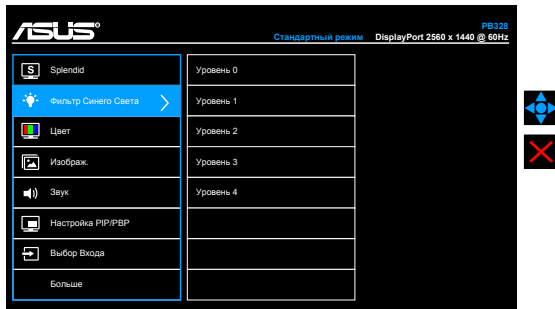 ASUS
PB328
Стандартный режим DisplayPort 2560 x 1440 @ 60Hz
S Splendid
Уровень 0
Фильтр Синего Света
Уровень 1
Цвет
Уровень 2
Изображ.
Уровень 3
Звук
Уровень 4
Настройка PIP/PBP
Выбор Входа
Больше